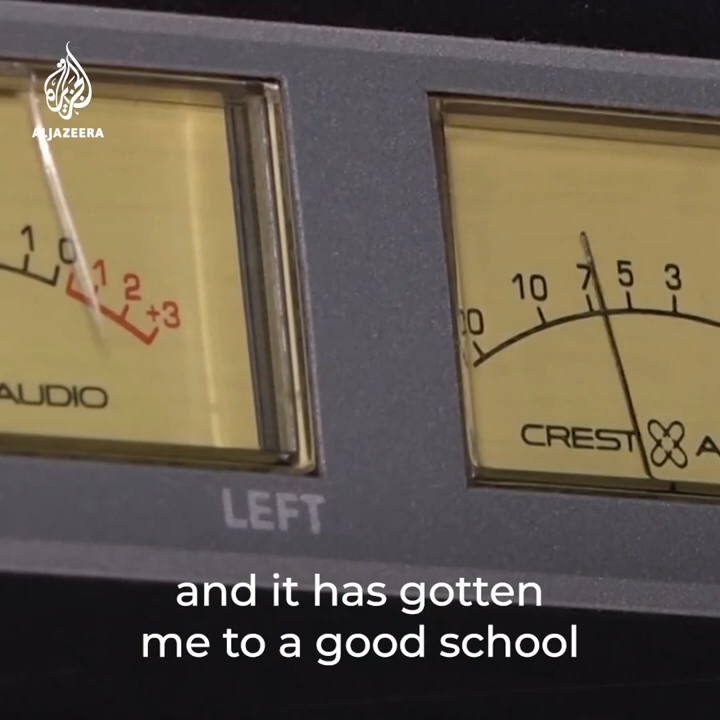 ALJAZEERA
1 0 1 2 +3
10 7 5 3
AUDIO
CREST
LEFT
and it has gotten
me to a good school